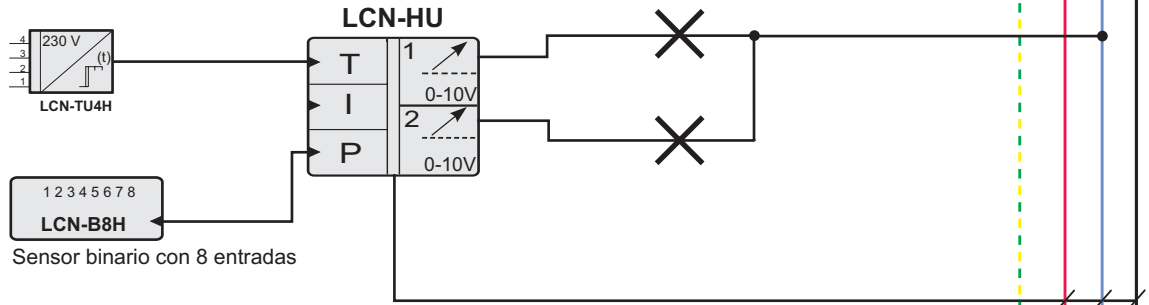 LCN-HU
4
3
2
1
230 V
(t)
LCN-TU4H
T
I
P
1
0-10V
2
0-10V
1 2 3 4 5 6 7 8
LCN-B8H
Sensor binario con 8 entradas